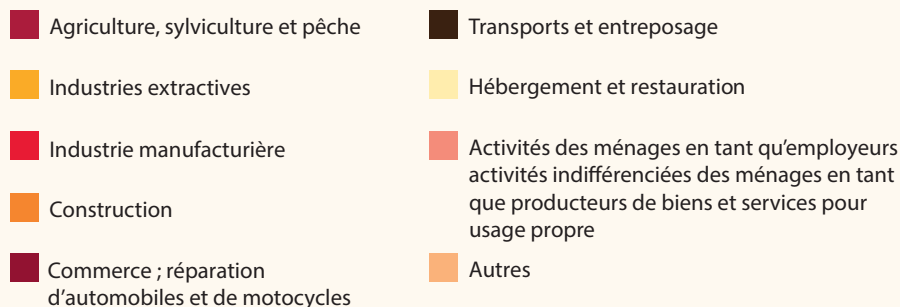 Agriculture, sylviculture et pêche
Industries extractives
Industrie manufacturière
Construction
Commerce ; réparation
d'automobiles et de motocycles
Transports et entreposage
Hébergement et restauration
Activités des ménages en tant qu'employeurs
activités indifférenciées des ménages en tant
que producteurs de biens et services pour
usage propre
Autres